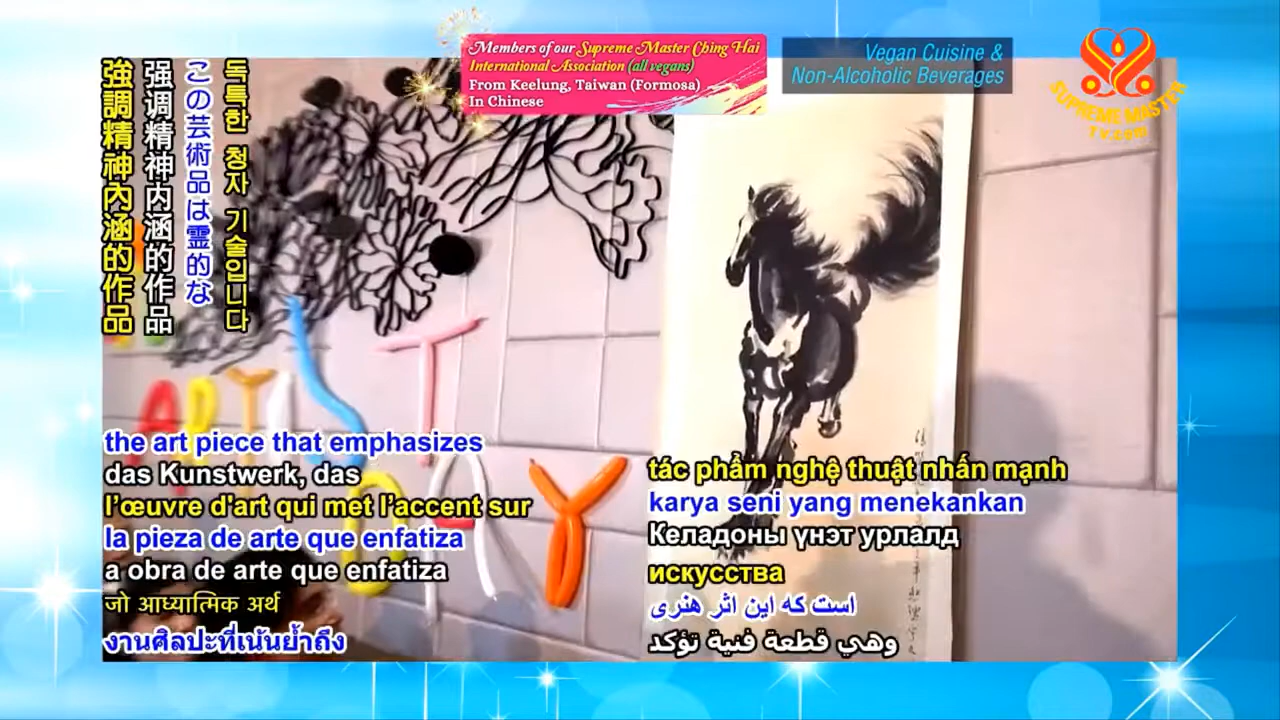 Members of our Supreme Master Ching Hai
International Association (all vegans)
From Keelung, Taiwan (Formosa)
In Chinese
Vegan Cuisine &
Non-Alcoholic Beverages
SUPREME MASTER
TV.com
독특한 청자 기술입니다
この芸術品は霊的な
强调精神内涵的作品
強調精神內涵的作品
ARTIST
DAY
the art piece that emphasizes
das Kunstwerk, das
l'œuvre d'art qui met l'accent sur
la pieza de arte que enfatiza
a obra de arte que enfatiza
जो आध्यात्मिक अर्थ
งานศิลปะที่เน้นย้ำถึง
tác phẩm nghệ thuật nhấn mạnh
karya seni yang menekankan
Келадоны үнэт урлалд
искусства
است که این اثر هنری
وهي قطعة فنية تؤكد